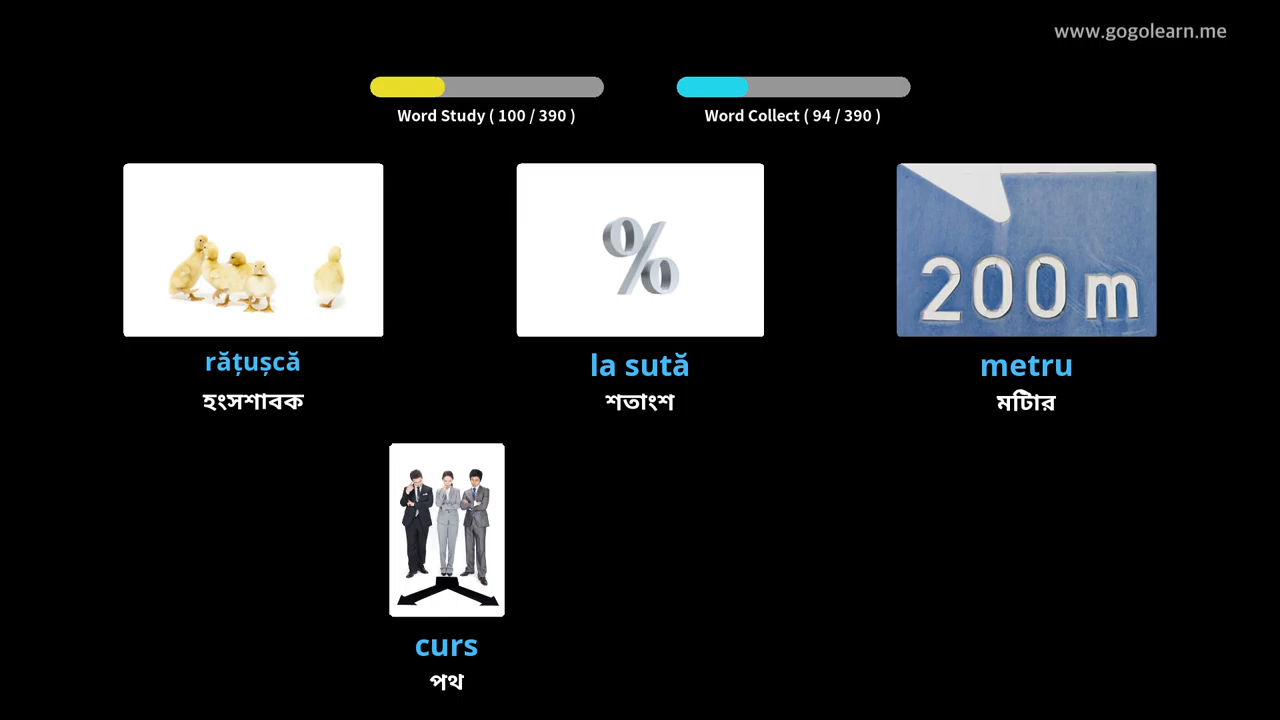 www.gogolearn.me
Word Study ( 100 / 390 )
Word Collect ( 94 / 390 )
%
200 m
rățușcă
la sută
metru
হংসশাবক
শতাংশ
মিটার
curs
পথ